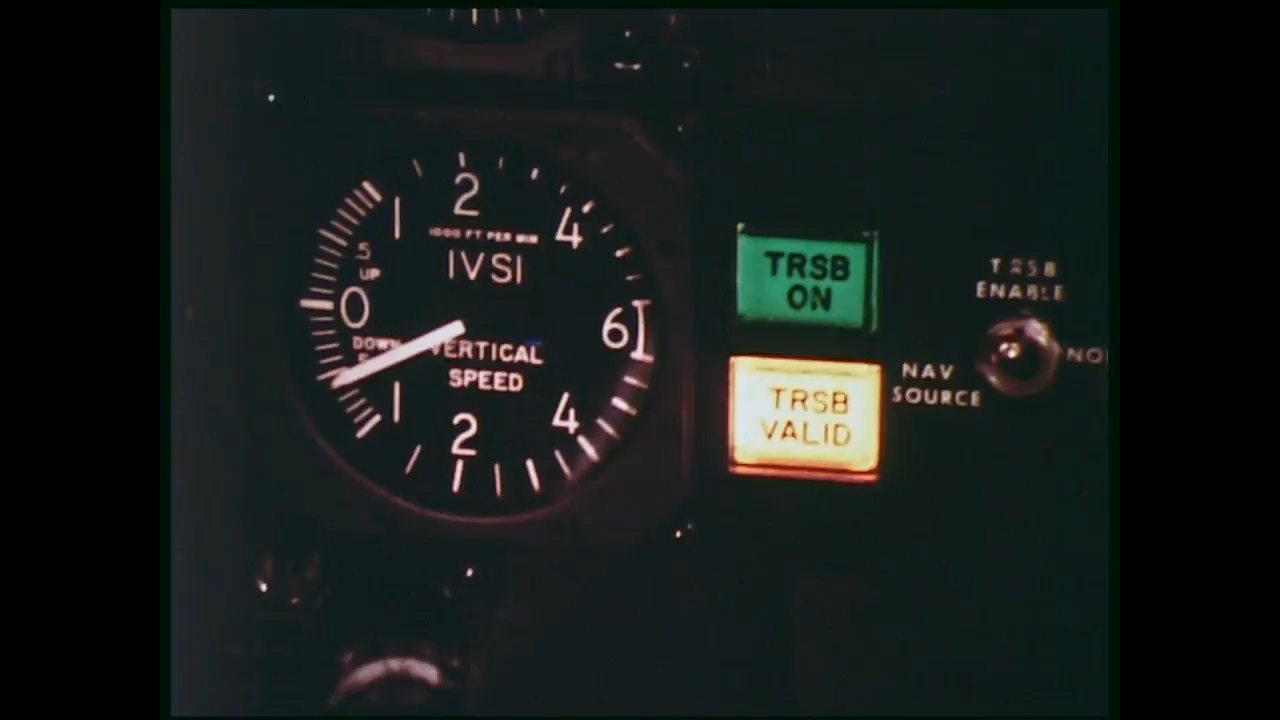 2
4
1
1000 FT PER MIN
IVSI
.5
UP
0
6
DOWN
VERTICAL
SPEED
1
4
2
TRSB
ON
TRSB
VALID
NAV
SOURCE
TRSB
ENABLE